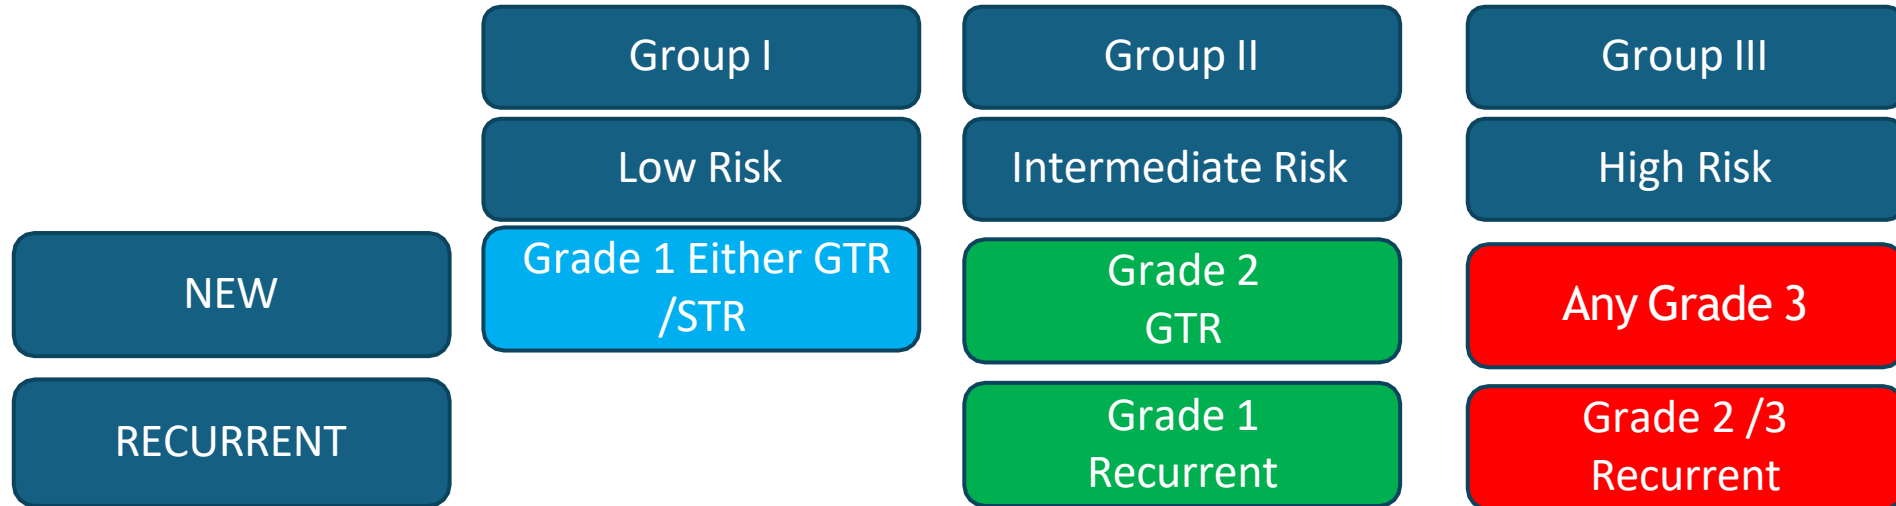 Group I
Group II
Group III
Low Risk
Intermediate Risk
High Risk
NEW
Grade 1 Either GTR
/STR
Grade 2
GTR
Any Grade 3
RECURRENT
Grade 1
Recurrent
Grade 2 /3
Recurrent